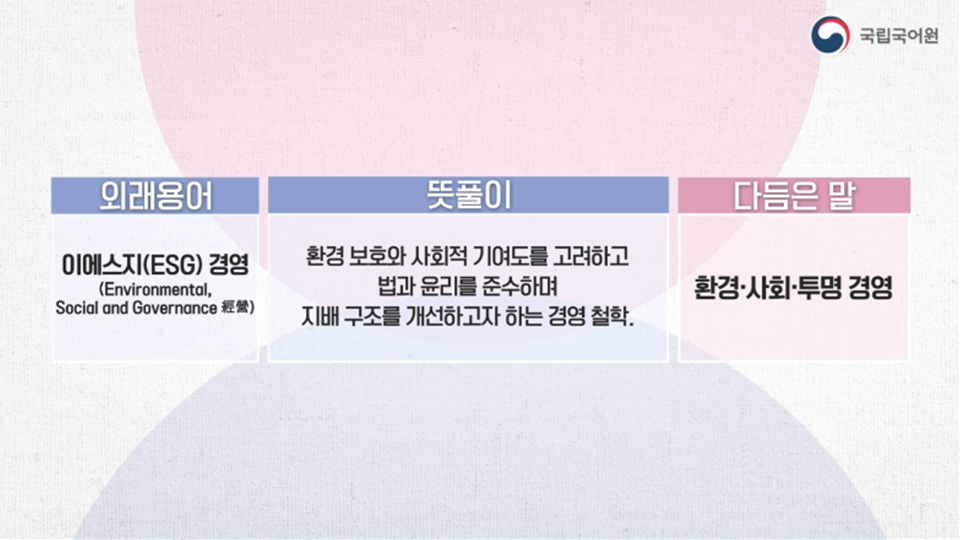 국립국어원
외래용어
뜻풀이
다듬은 말
이에스지(ESG) 경영
(Environmental,
Social and Governance 經營)
환경 보호와 사회적 기여도를 고려하고
법과 윤리를 준수하며
지배 구조를 개선하고자 하는 경영 철학.
환경·사회·투명 경영